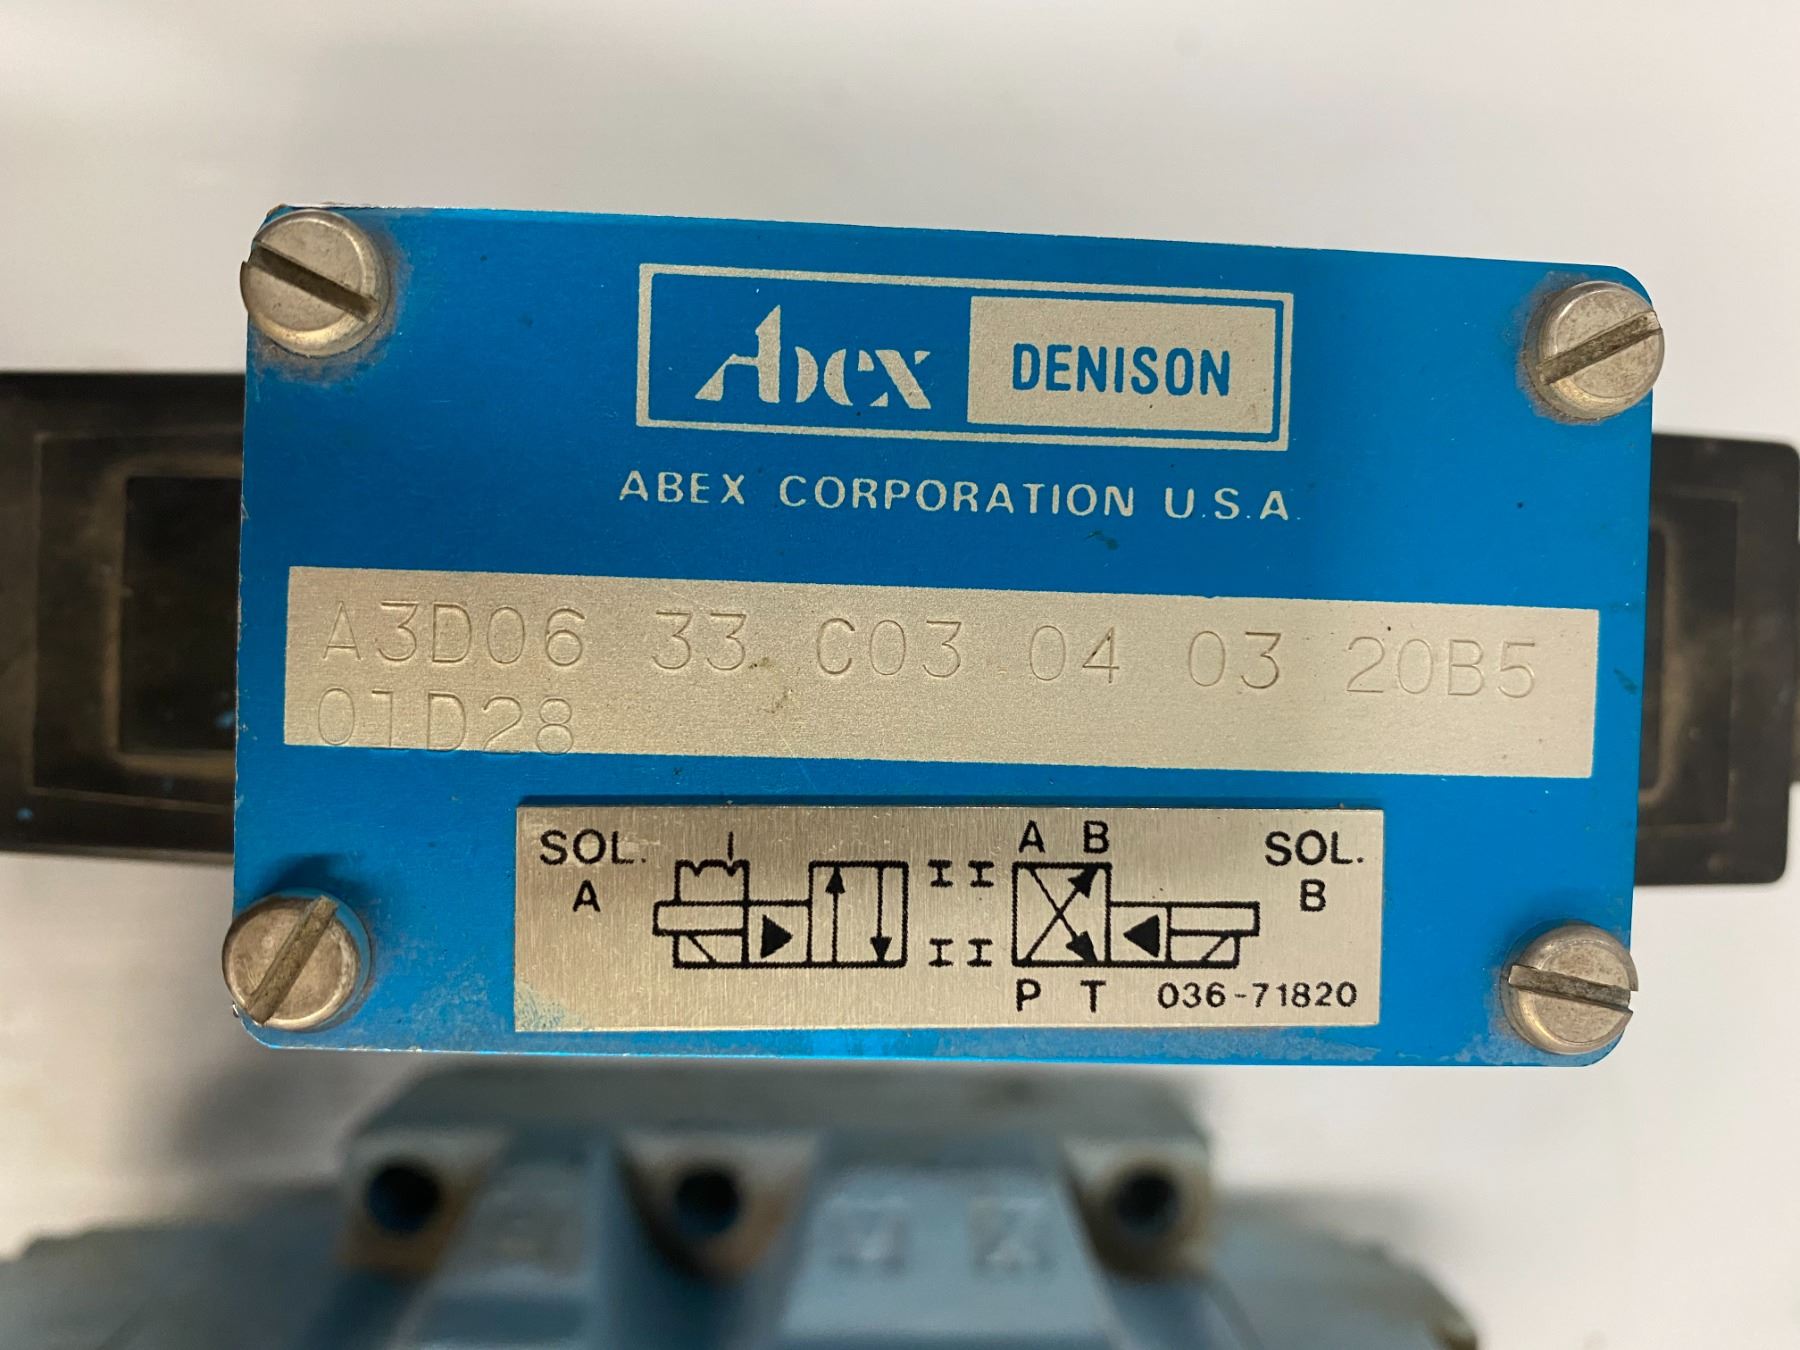 Abex DENISON
ABEX CORPORATION U.S.A.
A3D06 33 C03 04 03 20B5
01D28
SOL. A
A B
SOL. B
P T 036-71820